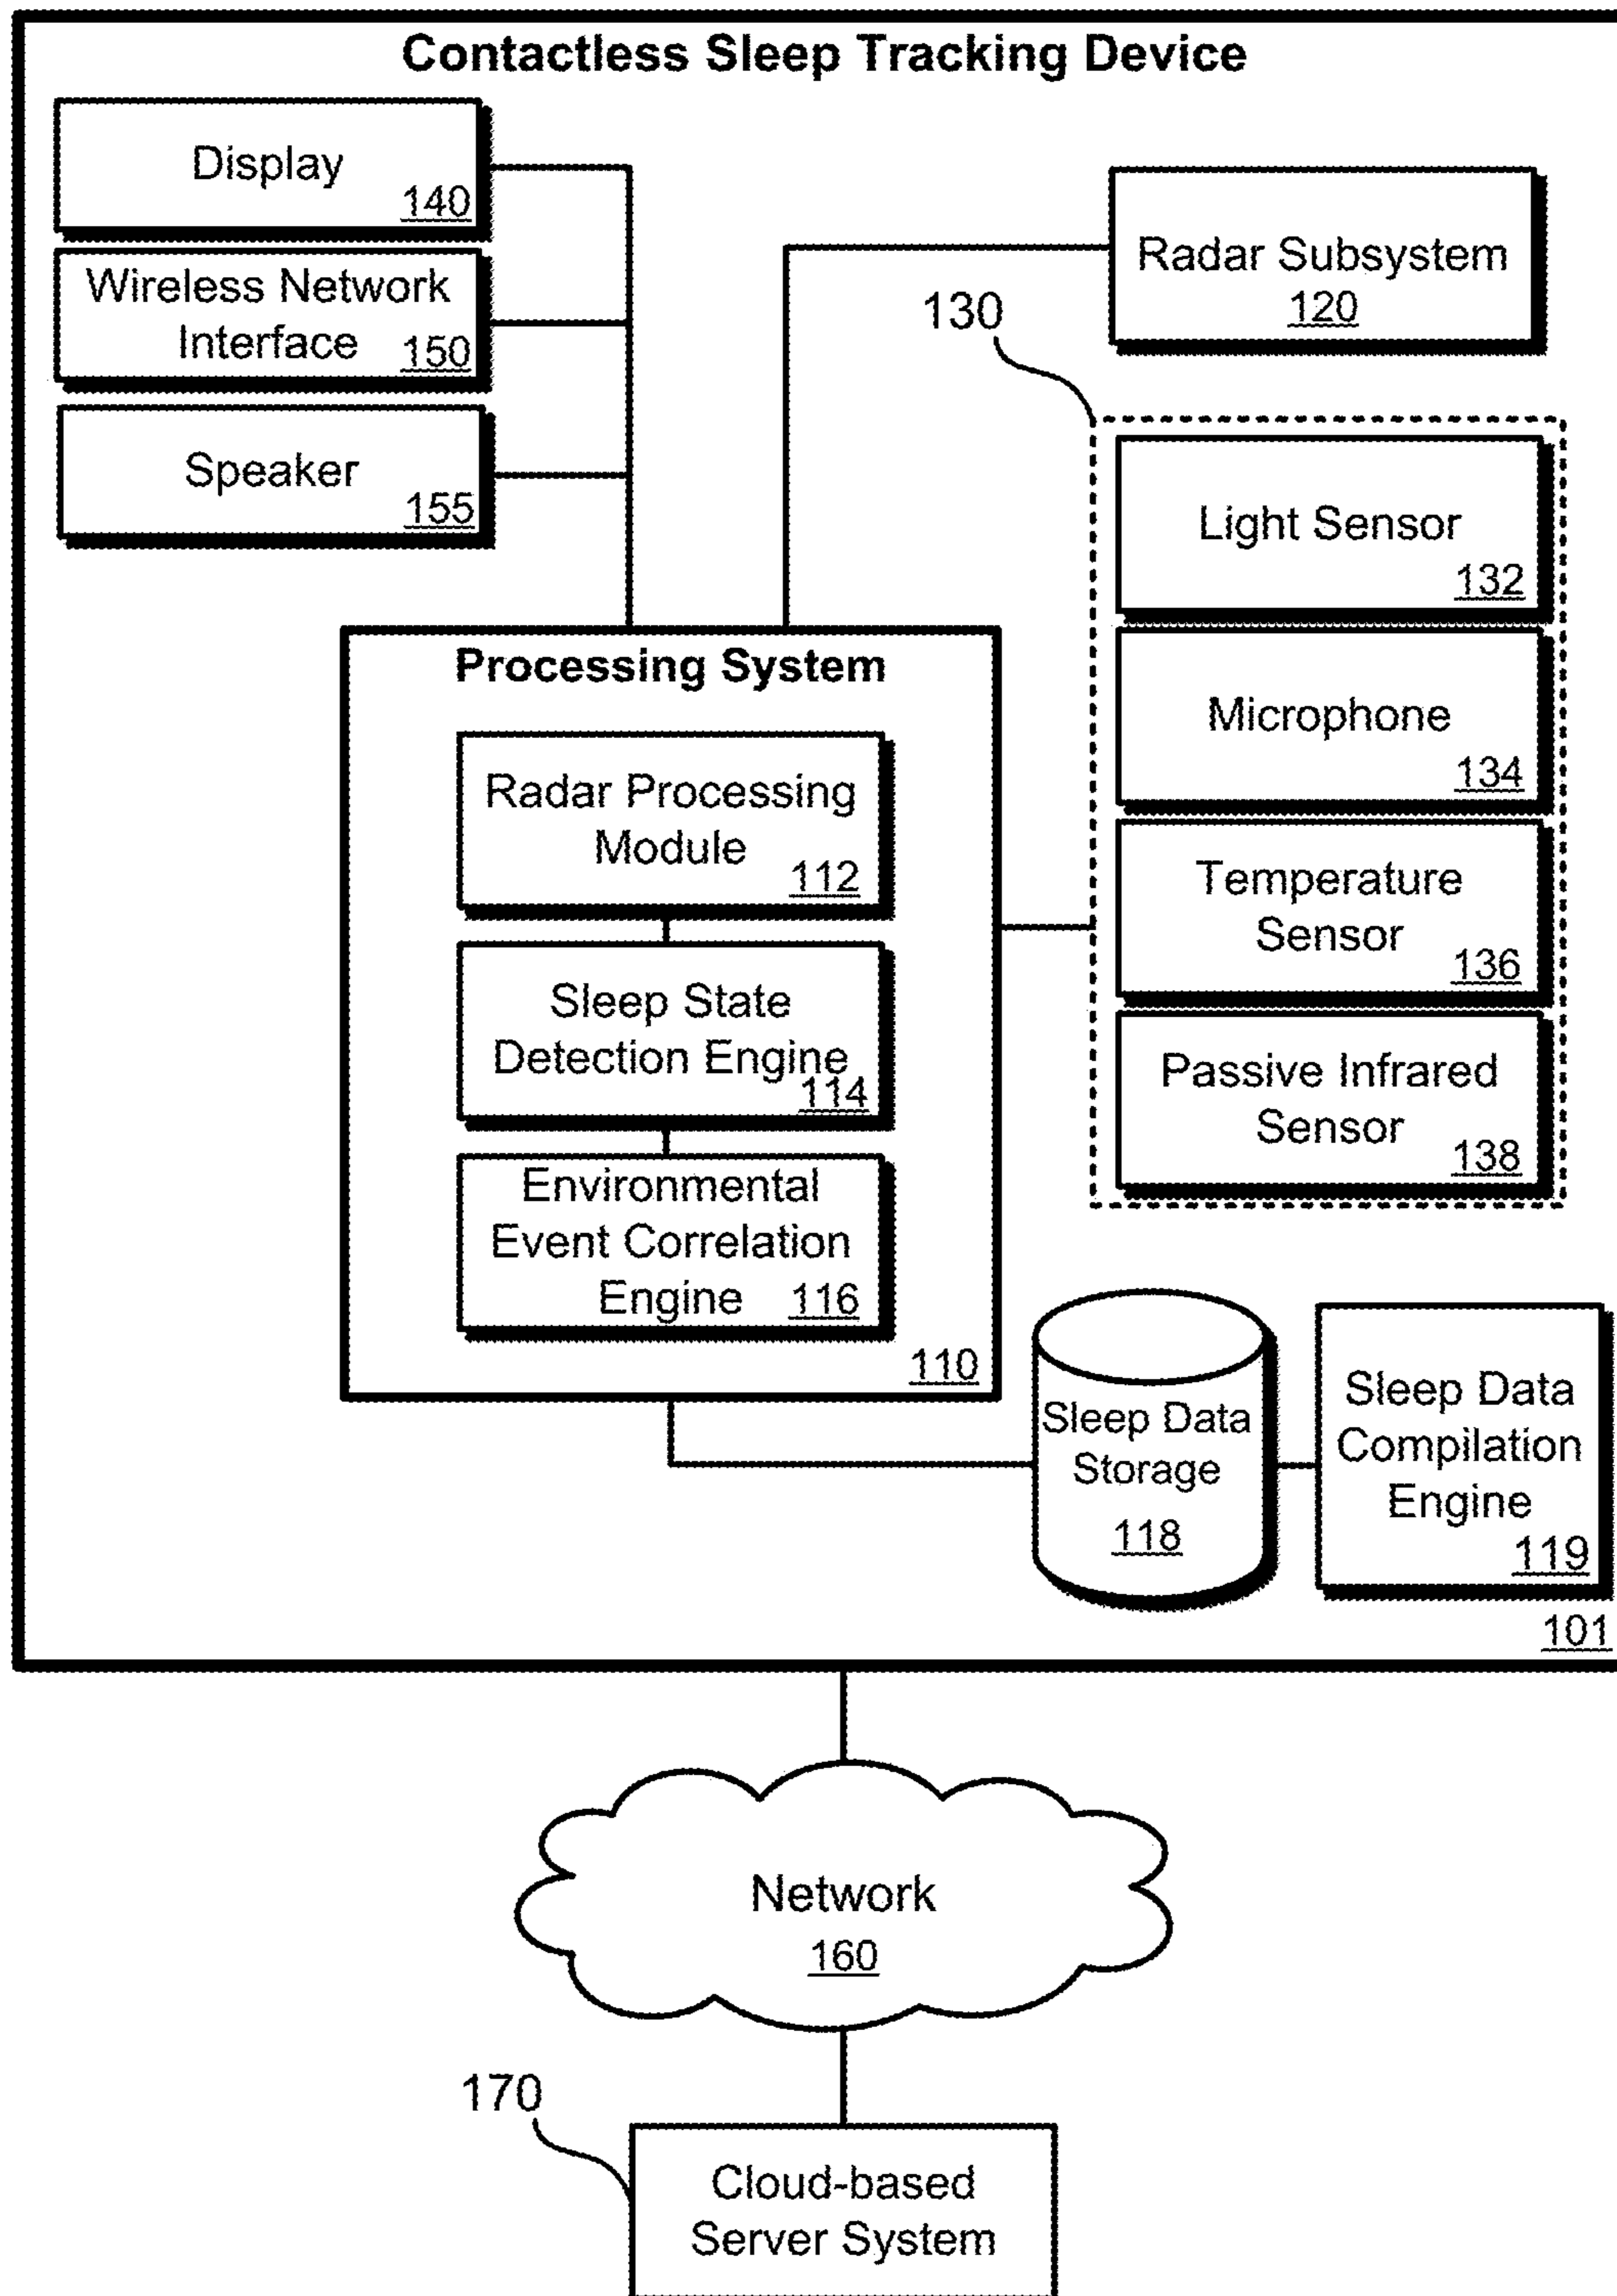 Contactless Sleep Tracking Device
Display
140
Wireless Network
Interface 150
Speaker
155
Radar Subsystem
120
130
Light Sensor
132
Microphone
134
Temperature
Sensor
136
Passive Infrared
Sensor
138
Processing System
Radar Processing
Module
112
Sleep State
Detection Engine
114
Environmental
Event Correlation
Engine 116
110
Sleep Data
Storage
118
Sleep Data
Compilation
Engine
119
101
Network
160
170
Cloud-based
Server System